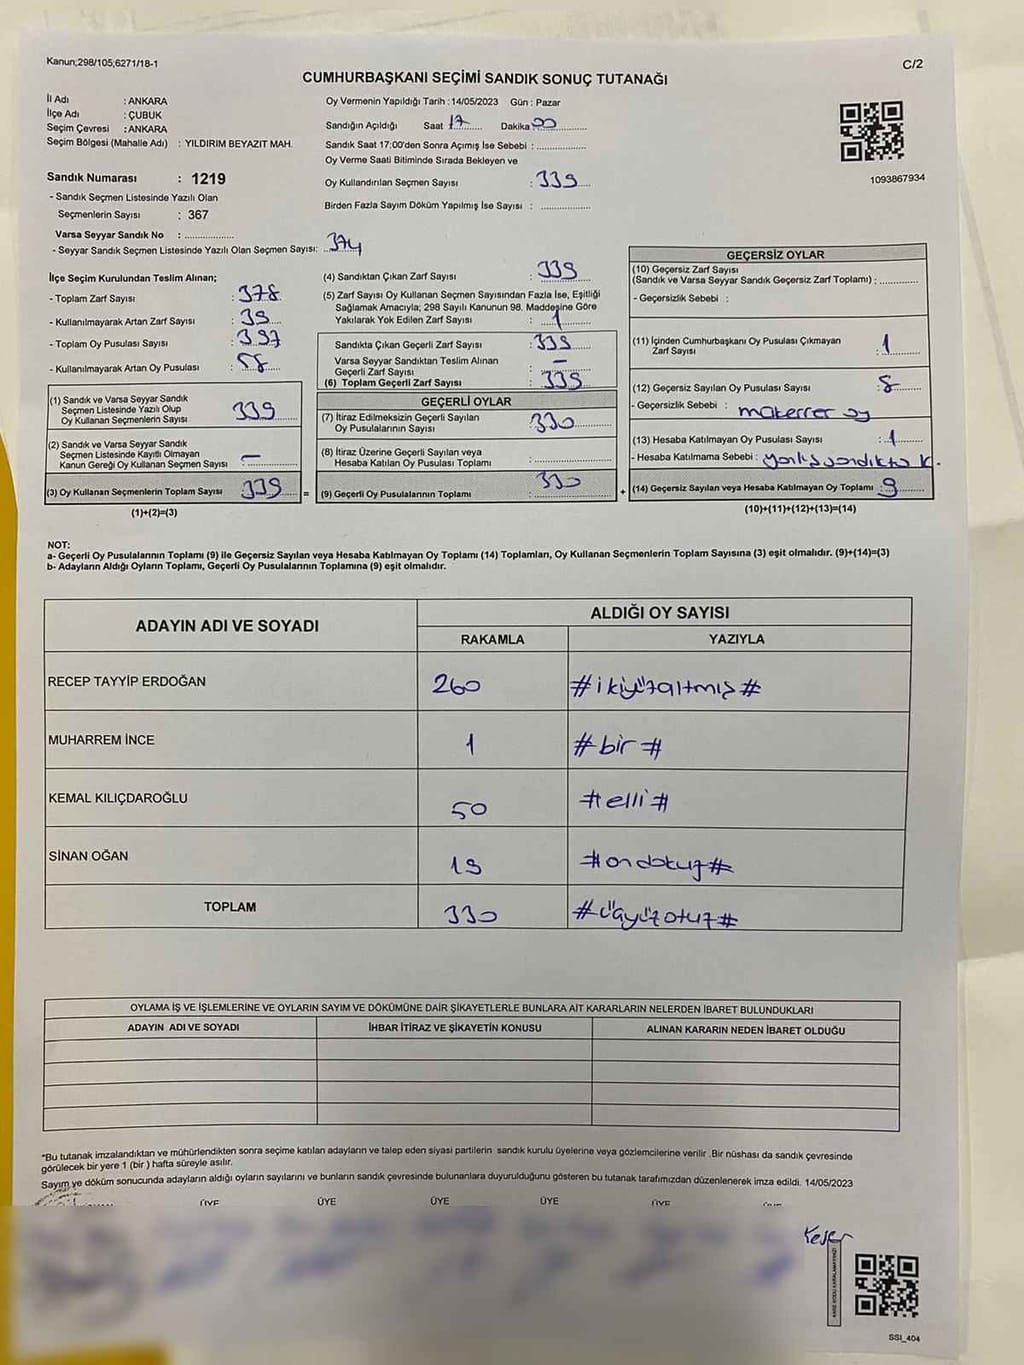 Kanun;298/105;6271/18-1
C/2
CUMHURBAŞKANI SEÇİMİ SANDIK SONUÇ TUTANAĞI
İl Adı : ANKARA
İlçe Adı : ÇUBUK
Seçim Çevresi : ANKARA
Seçim Bölgesi (Mahalle Adı) : YILDIRIM BEYAZIT MAH.
Sandık Numarası : 1219
- Sandık Seçmen Listesinde Yazılı Olan
Seçmenlerin Sayısı : 367
Varsa Seyyar Sandık No :
- Seyyar Sandık Seçmen Listesinde Yazılı Olan Seçmen Sayısı: 374
Oy Vermenin Yapıldığı Tarih : 14/05/2023 Gün : Pazar
Sandığın Açıldığı Saat 17 Dakika 00
Sandık Saat 17:00'den Sonra Açımış İse Sebebi :
Oy Verme Saati Bitiminde Sırada Bekleyen ve
Oy Kullandırılan Seçmen Sayısı : 339
Birden Fazla Sayım Döküm Yapılmış İse Sayısı :
1093867934
İlçe Seçim Kurulundan Teslim Alınan;
- Toplam Zarf Sayısı : 378
- Kullanılmayarak Artan Zarf Sayısı : 39
- Toplam Oy Pusulası Sayısı : 397
- Kullanılmayarak Artan Oy Pusulası : 58
(1) Sandık ve Varsa Seyyar Sandık
Seçmen Listesinde Yazılı Olup
Oy Kullanan Seçmenlerin Sayısı 339
(2) Sandık ve Varsa Seyyar Sandık
Seçmen Listesinde Kayıtlı Olmayan
Kanun Gereği Oy Kullanan Seçmen Sayısı : -
(3) Oy Kullanan Seçmenlerin Toplam Sayısı 339 =
(1)+(2)=(3)
(4) Sandıktan Çıkan Zarf Sayısı : 339
(5) Zarf Sayısı Oy Kullanan Seçmen Sayısından Fazla İse, Eşitliği
Sağlamak Amacıyla; 298 Sayılı Kanunun 98. Maddesine Göre
Yakılarak Yok Edilen Zarf Sayısı : 1
Sandıkta Çıkan Geçerli Zarf Sayısı : 339
Varsa Seyyar Sandıktan Teslim Alınan
Geçerli Zarf Sayısı : -
(6) Toplam Geçerli Zarf Sayısı : 339
GEÇERLİ OYLAR
(7) İtiraz Edilmeksizin Geçerli Sayılan
Oy Pusulalarının Sayısı : 330
(8) İtiraz Üzerine Geçerli Sayılan veya
Hesaba Katılan Oy Pusulası Toplamı :
(9) Geçerli Oy Pusulalarının Toplamı : 330 +
GEÇERSİZ OYLAR
(10) Geçersiz Zarf Sayısı
(Sandık ve Varsa Seyyar Sandık Geçersiz Zarf Toplamı) :
- Geçersizlik Sebebi :
(11) İçinden Cumhurbaşkanı Oy Pusulası Çıkmayan
Zarf Sayısı : 1
(12) Geçersiz Sayılan Oy Pusulası Sayısı : 8
- Geçersizlik Sebebi : mükerrer oy
(13) Hesaba Katılmayan Oy Pusulası Sayısı : 1
- Hesaba Katılmama Sebebi :
(14) Geçersiz Sayılan veya Hesaba Katılmayan Oy Toplamı : 9
(10)+(11)+(12)+(13)=(14)
NOT:
a- Geçerli Oy Pusulalarının Toplamı (9) ile Geçersiz Sayılan veya Hesaba Katılmayan Oy Toplamı (14) Toplamları, Oy Kullanan Seçmenlerin Toplam Sayısına (3) eşit olmalıdır. (9)+(14)=(3)
b- Adayların Aldığı Oyların Toplamı, Geçerli Oy Pusulalarının Toplamına (9) eşit olmalıdır.
ADAYIN ADI VE SOYADI ALDIĞI OY SAYISI
RAKAMLA YAZIYLA
RECEP TAYYİP ERDOĞAN 260 #ikiyüzaltmış#
MUHARREM İNCE 1 #bir#
KEMAL KILIÇDAROĞLU 50 #elli#
SİNAN OĞAN 19 #ondokuz#
TOPLAM 330 #üçyüzotuz#
OYLAMA İŞ VE İŞLEMLERİNE VE OYLARIN SAYIM VE DÖKÜMÜNE DAİR ŞİKAYETLERLE BUNLARA AİT KARARLARIN NELERDEN İBARET BULUNDUKLARI
ADAYIN ADI VE SOYADI İHBAR İTİRAZ VE ŞİKAYETİN KONUSU ALINAN KARARIN NEDEN İBARET OLDUĞU
*Bu tutanak imzalandıktan ve mühürlendikten sonra seçime katılan adayların ve talep eden siyasi partilerin sandık kurulu üyelerine veya gözlemcilerine verilir .Bir nüshası da sandık çevresinde
görülecek bir yere 1 (bir ) hafta süreyle asılır.
Sayım ve döküm sonucunda adayların aldığı oyların sayılarını ve bunların sandık çevresinde bulunanlara duyurulduğunu gösteren bu tutanak tarafımızdan düzenlenerek imza edildi. 14/05/2023
ÜYE ÜYE ÜYE ÜYE ÜYE
SSI_404